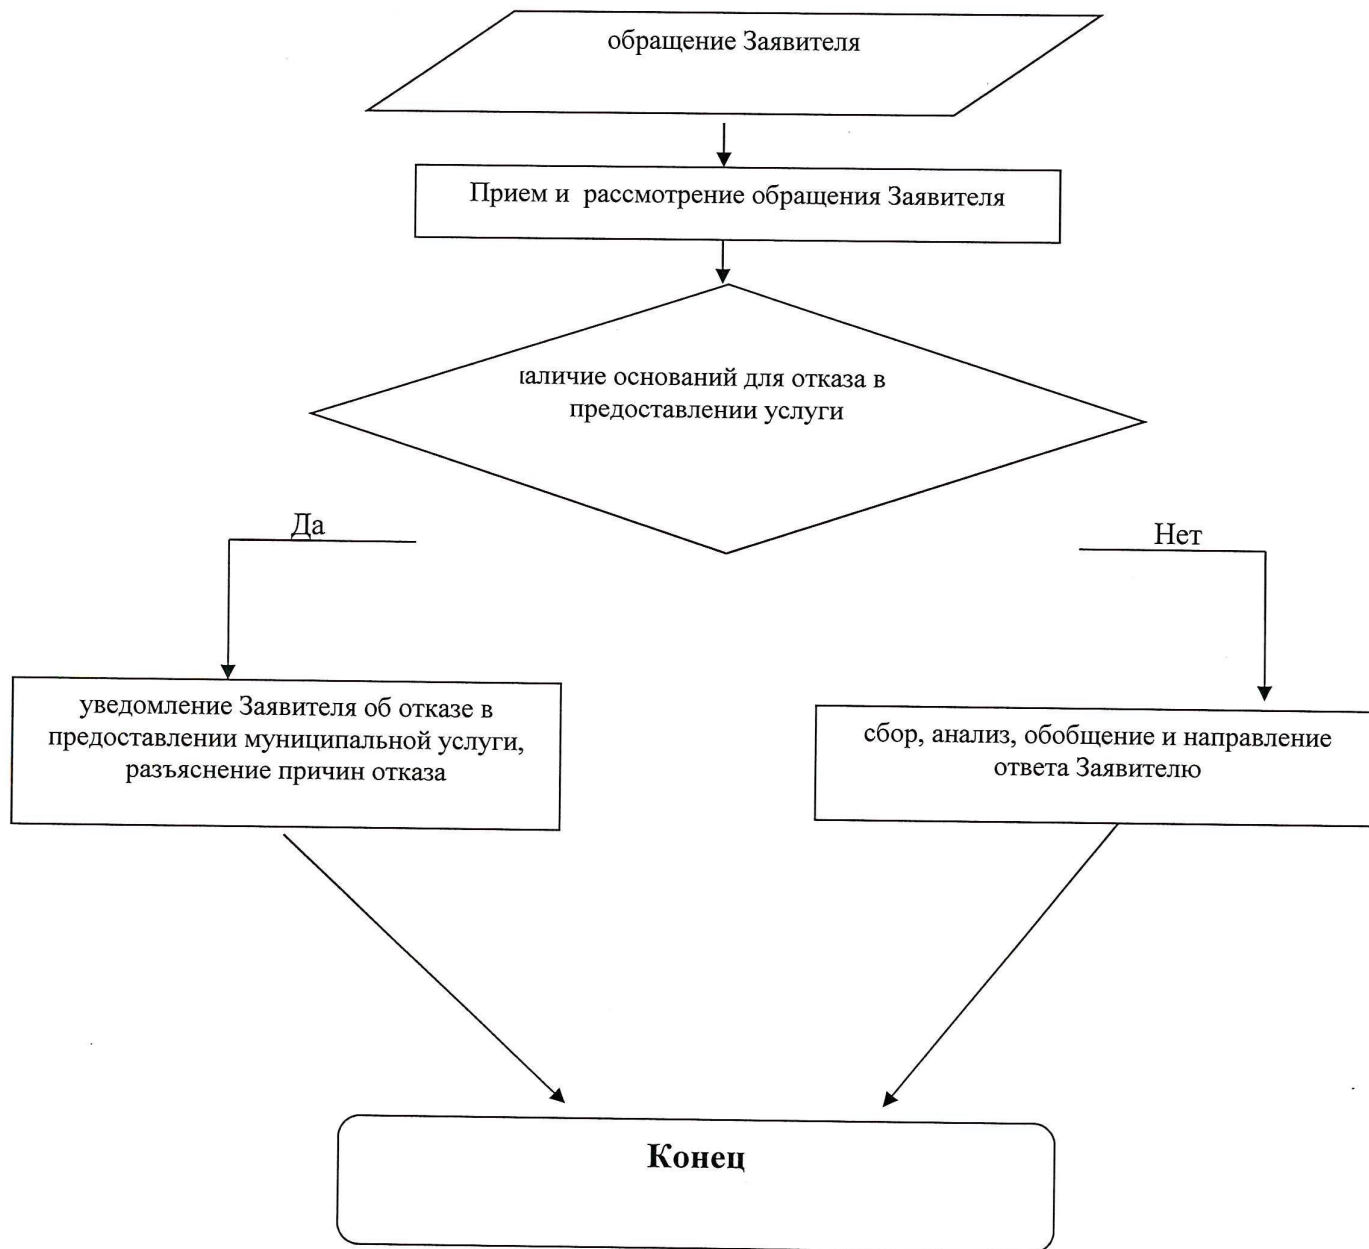 обращение Заявителя
Прием и рассмотрение обращения Заявителя
аличие оснований для отказа в
предоставлении услуги
Да
Нет
уведомление Заявителя об отказе в
предоставлении муниципальной услуги,
разъяснение причин отказа
сбор, анализ, обобщение и направление
ответа Заявителю
Конец